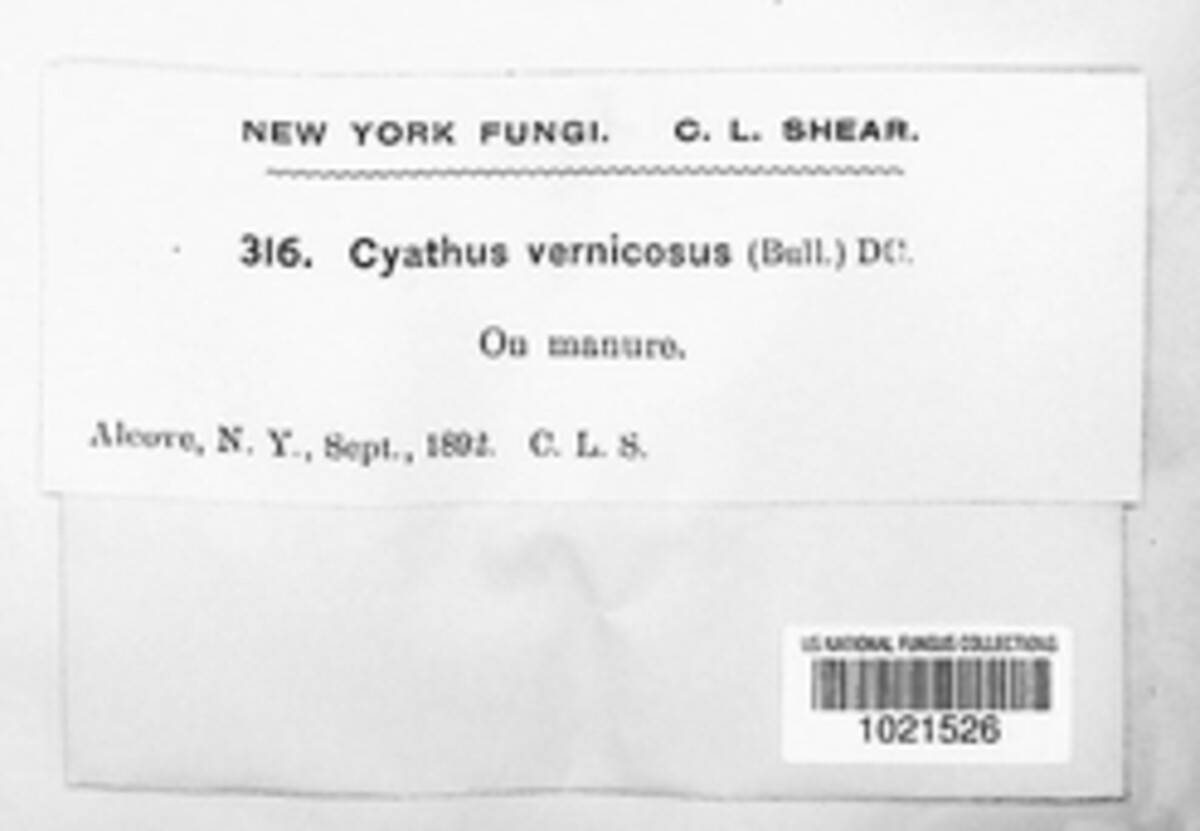 NEW YORK FUNGI. C. L. SHEAR.
316. Cyathus vernicosus (Bull.) DC.
On manure.
Alcove, N. Y., Sept., 1892. C. L. S.
US NATIONAL FUNGUS COLLECTIONS
1021526